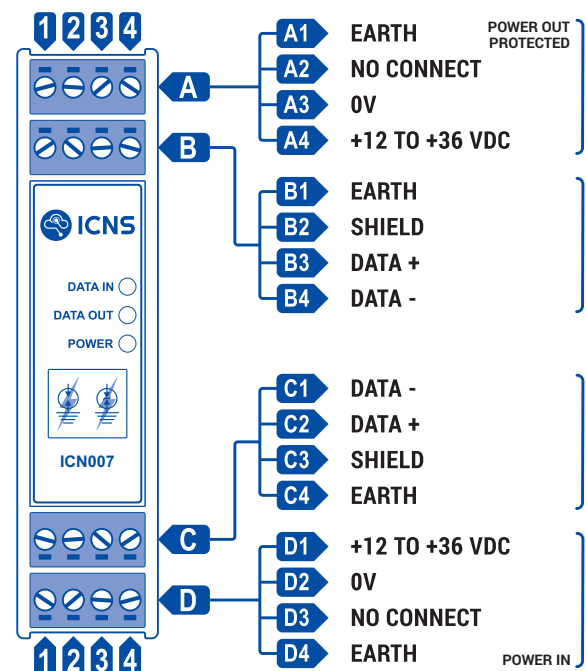 1 2 3 4
A
A1 EARTH
POWER OUT
PROTECTED
A2 NO CONNECT
A3 0V
A4 +12 TO +36 VDC
B
B1 EARTH
B2 SHIELD
B3 DATA +
B4 DATA -
ICNS
DATA IN
DATA OUT
POWER
ICN007
C1 DATA -
C2 DATA +
C3 SHIELD
C4 EARTH
C
D1 +12 TO +36 VDC
D2 0V
D
D3 NO CONNECT
D4 EARTH
POWER IN
1 2 3 4